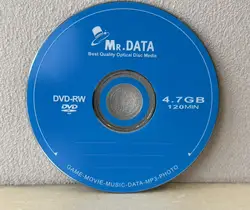 MR.DATA
Best Quality Optical Disc Media
DVD-RW
DVD
4.7GB
120MIN
GAME-MOVIE-MUSIC-DATA-MP3-PHOTO